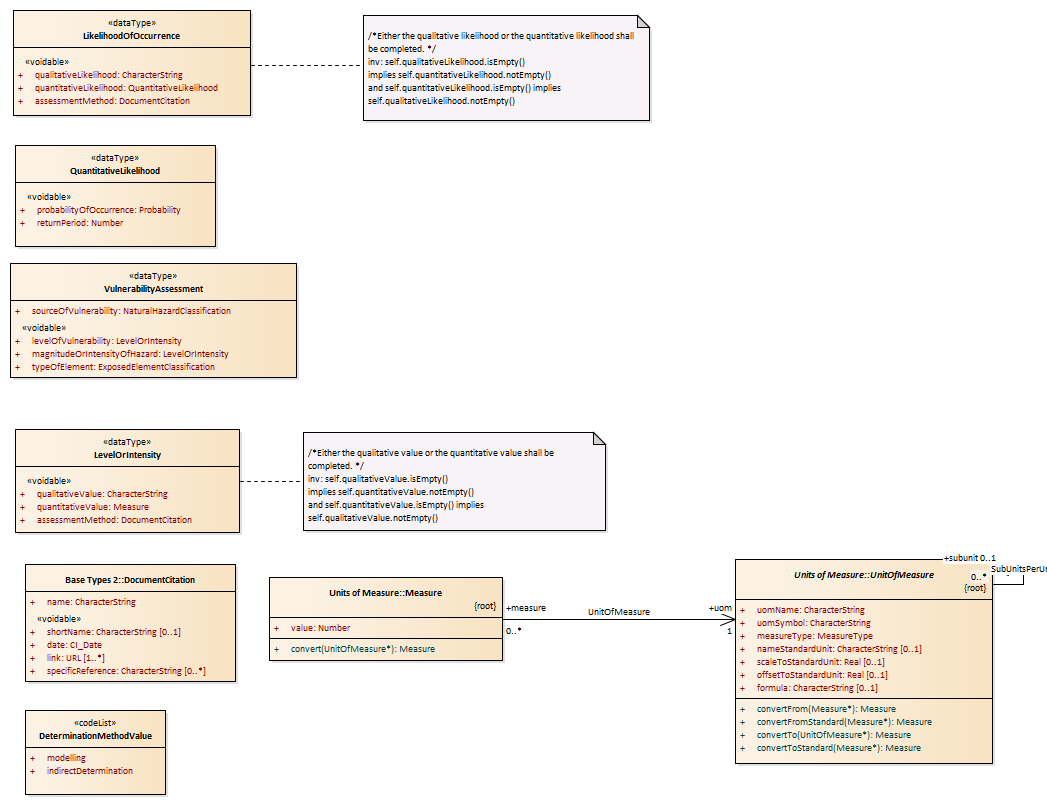 «dataType»
LikelihoodOfOccurrence
«voidable»
+ qualitativeLikelihood: CharacterString
+ quantitativeLikelihood: QuantitativeLikelihood
+ assessmentMethod: DocumentCitation
/*Either the qualitative likelihood or the quantitative likelihood shall
be completed. */
inv: self.qualitativeLikelihood.isEmpty()
implies self.quantitativeLikelihood.notEmpty()
and self.quantitativeLikelihood.isEmpty() implies
self.qualitativeLikelihood.notEmpty()
«dataType»
QuantitativeLikelihood
«voidable»
+ probabilityOfOccurrence: Probability
+ returnPeriod: Number
«dataType»
VulnerabilityAssessment
+ sourceOfVulnerability: NaturalHazardClassification
«voidable»
+ levelOfVulnerability: LevelOrIntensity
+ magnitudeOrIntensityOfHazard: LevelOrIntensity
+ typeOfElement: ExposedElementClassification
«dataType»
LevelOrIntensity
«voidable»
+ qualitativeValue: CharacterString
+ quantitativeValue: Measure
+ assessmentMethod: DocumentCitation
/*Either the qualitative value or the quantitative value shall be
completed. */
inv: self.qualitativeValue.isEmpty()
implies self.quantitativeValue.notEmpty()
and self.quantitativeValue.isEmpty() implies
self.qualitativeValue.notEmpty()
Base Types 2::DocumentCitation
+ name: CharacterString
«voidable»
+ shortName: CharacterString [0..1]
+ date: CI_Date
+ link: URL [1..*]
+ specificReference: CharacterString [0..*]
Units of Measure::Measure
{root}
+ value: Number
+ convert(UnitOfMeasure*): Measure
+measure
0..*
UnitOfMeasure
+uom
1
+subunit 0..1
SubUnitsPerUn
0..*
Units of Measure::UnitOfMeasure
{root}
+ uomName: CharacterString
+ uomSymbol: CharacterString
+ measureType: MeasureType
+ nameStandardUnit: CharacterString [0..1]
+ scaleToStandardUnit: Real [0..1]
+ offsetToStandardUnit: Real [0..1]
+ formula: CharacterString [0..1]
+ convertFrom(Measure*): Measure
+ convertFromStandard(Measure*): Measure
+ convertTo(UnitOfMeasure*): Measure
+ convertToStandard(Measure*): Measure
«codeList»
DeterminationMethodValue
+ modelling
+ indirectDetermination